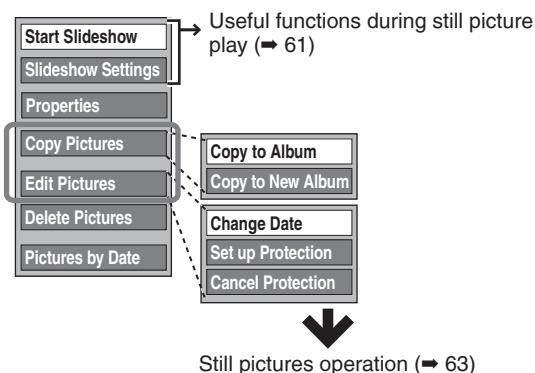 Start Slideshow
Slideshow Settings
Properties
Copy Pictures
Edit Pictures
Delete Pictures
Pictures by Date
Useful functions during still picture
play (➡ 61)
Copy to Album
Copy to New Album
Change Date
Set up Protection
Cancel Protection
Still pictures operation (➡ 63)